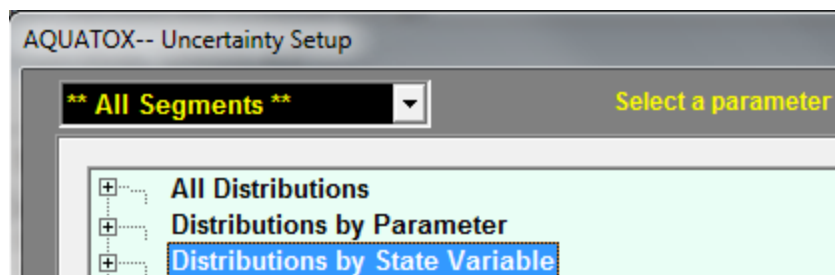 AQUATOX-- Uncertainty Setup
** All Segments ** Select a parameter
All Distributions
Distributions by Parameter
Distributions by State Variable